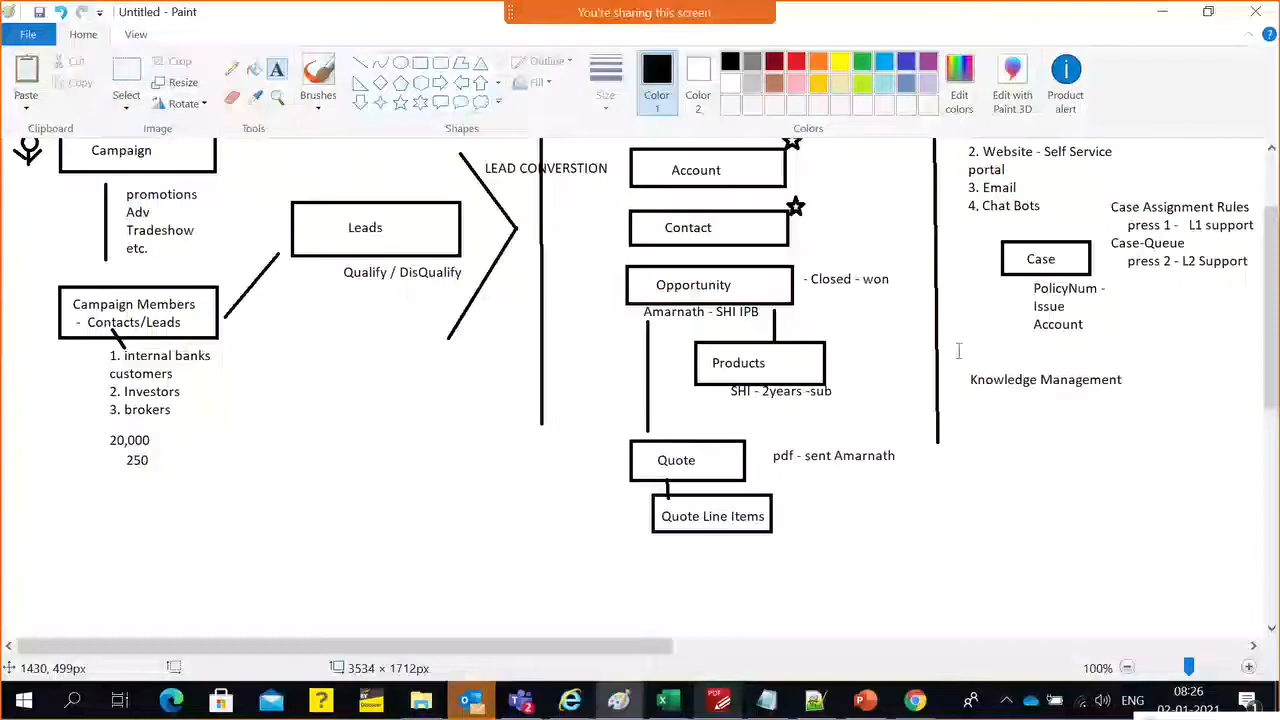 You're sharing this screen
Untitled - Paint
File
Home
View
Paste
Cut
Copy
Clipboard
Select
Crop
Resize
Rotate
Image
Tools
Brushes
Shapes
Outline
Fill
Size
Color
1
Color
2
Colors
Edit
colors
Edit with
Paint 3D
Product
alert
Campaign
promotions
Adv
Tradeshow
etc.
Campaign Members
- Contacts/Leads
1. internal banks
customers
2. Investors
3. brokers
20,000
250
Leads
Qualify / DisQualify
LEAD CONVERSTION
Account
Contact
Opportunity
- Closed - won
Amarnath - SHI IPB
Products
SHI - 2years -sub
Quote
pdf - sent Amarnath
Quote Line Items
2. Website - Self Service
portal
3. Email
4. Chat Bots
Case Assignment Rules
press 1 - L1 support
Case-Queue
press 2 - L2 Support
Case
PolicyNum -
Issue
Account
Knowledge Management
1430, 499px
3534 × 1712px
100%
ENG
08:26
02-01-2021